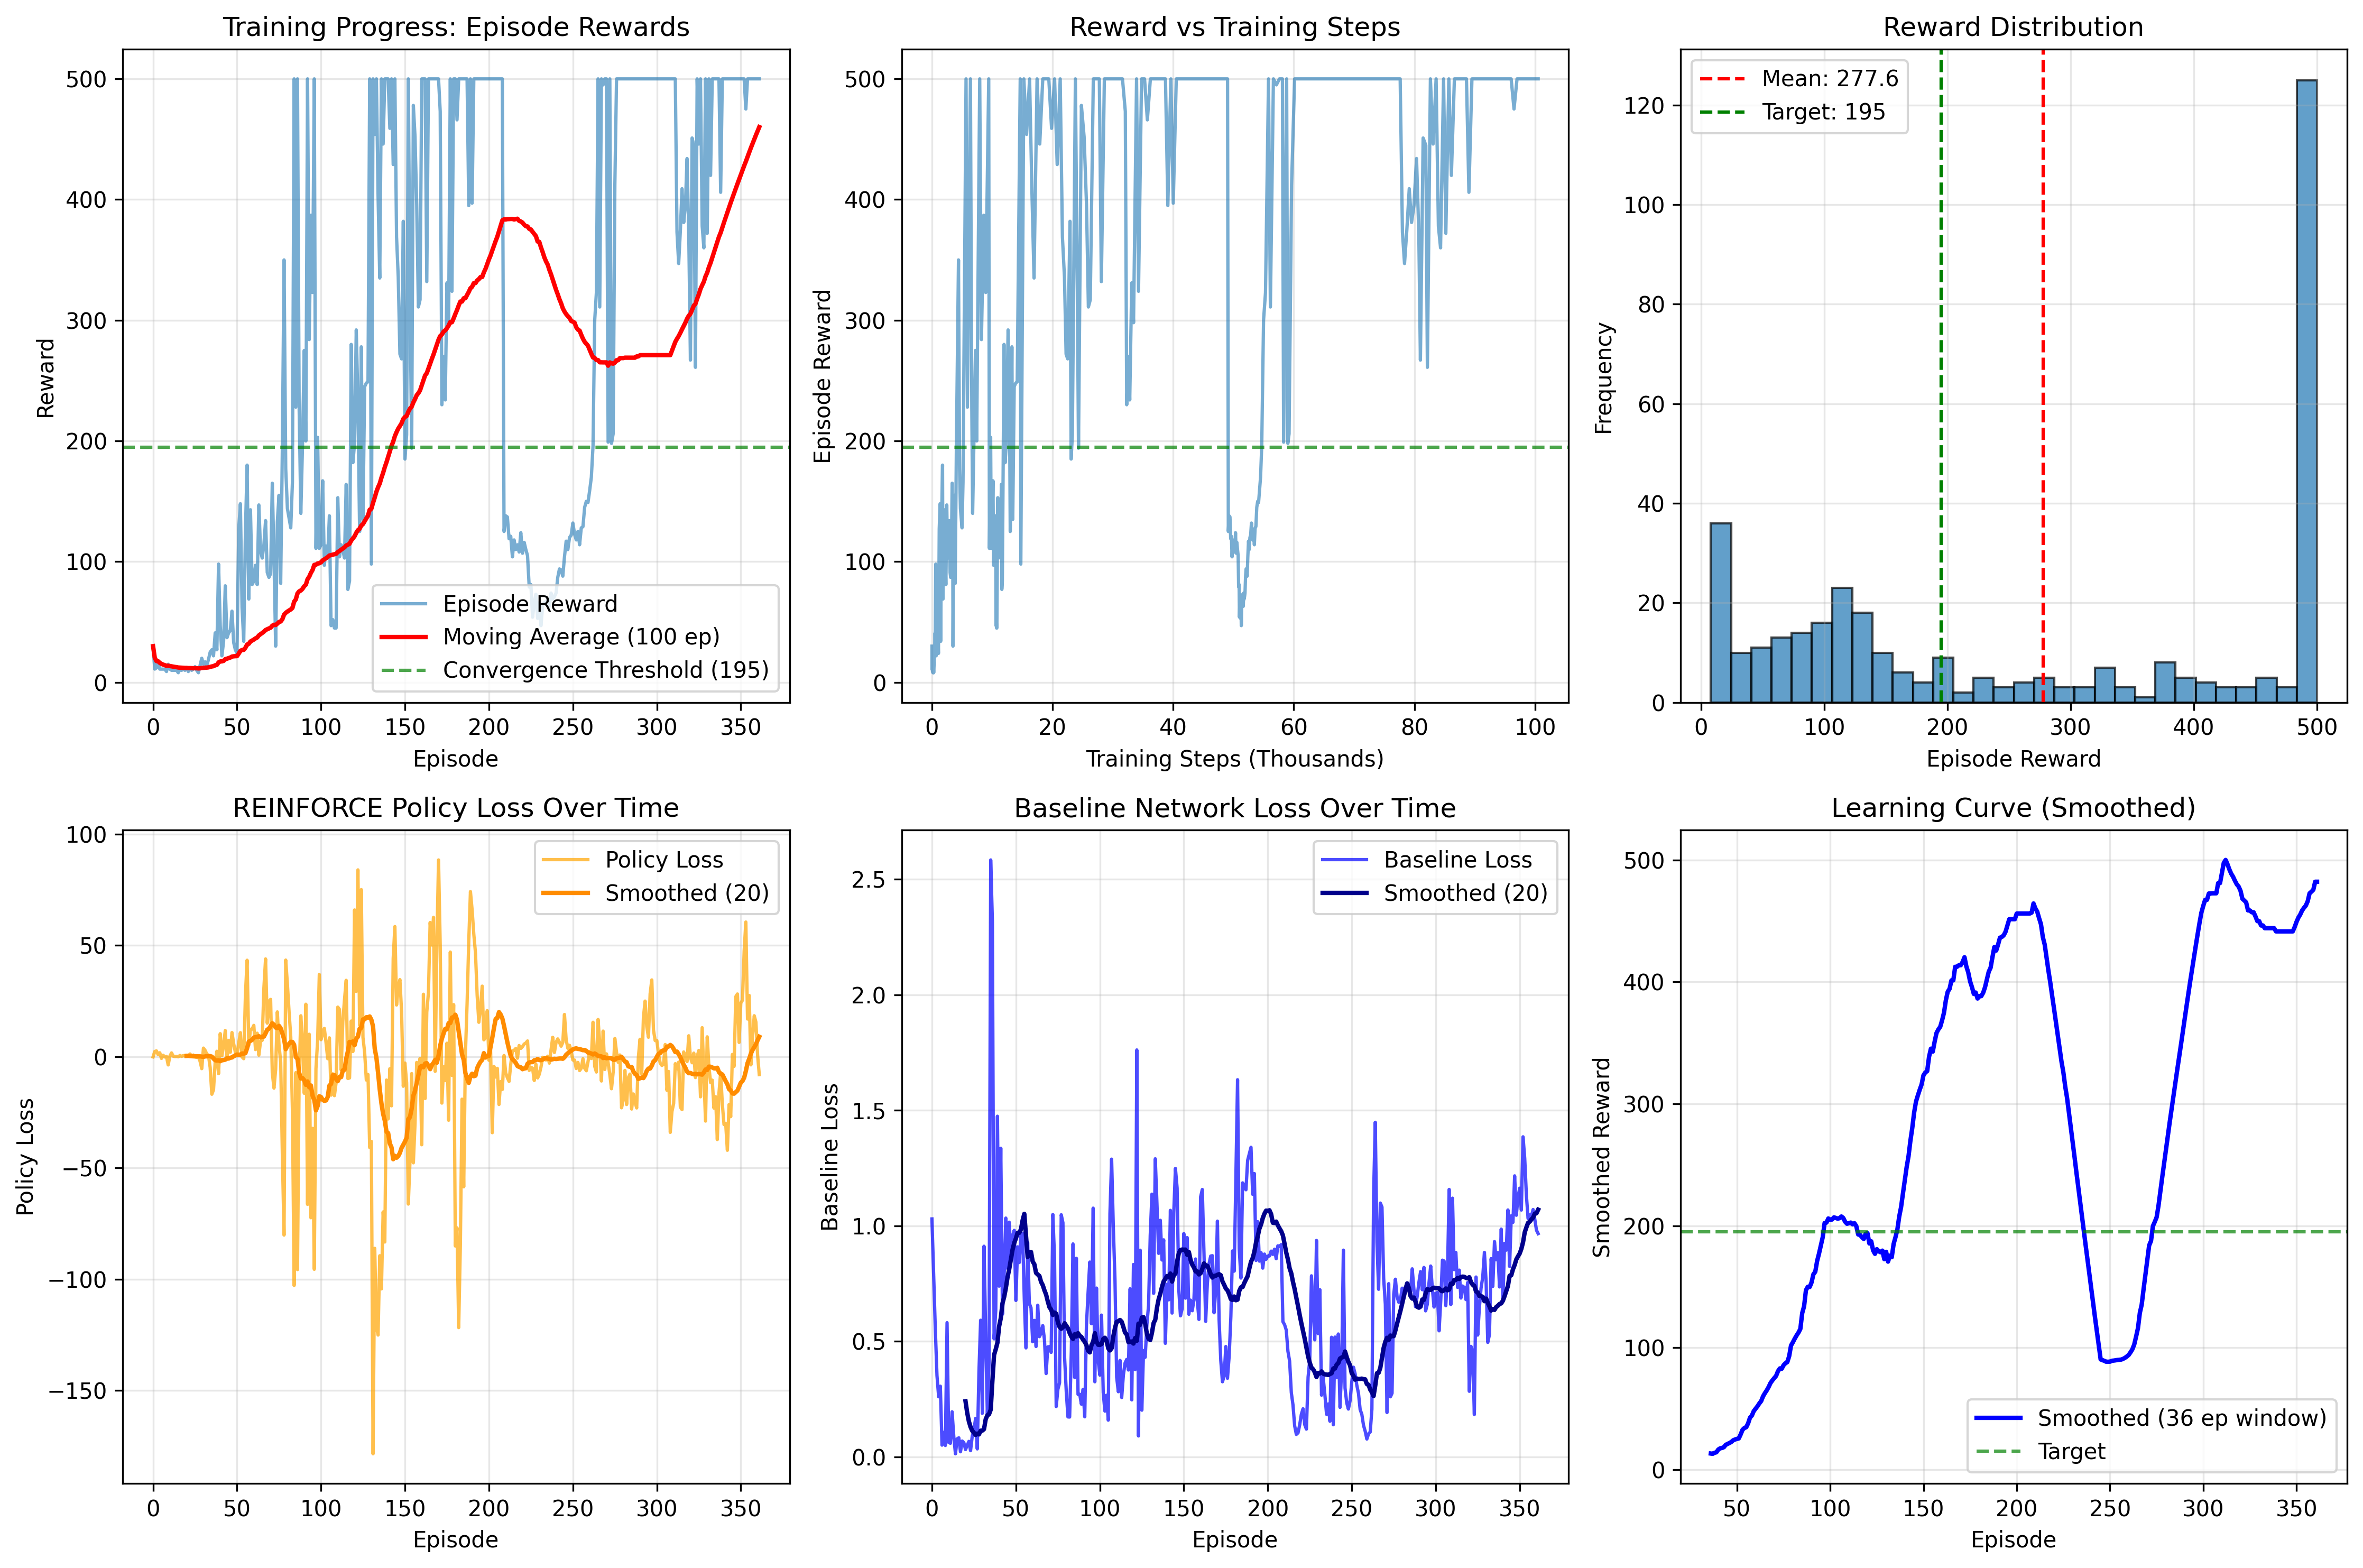 Training Progress: Episode Rewards
500
400
300
200
100
0
Reward
Episode Reward
Moving Average (100 ep)
Convergence Threshold (195)
0 50 100 150 200 250 300 350
Episode
Reward vs Training Steps
500
400
300
200
100
0
Episode Reward
0 20 40 60 80 100
Training Steps (Thousands)
Reward Distribution
Mean: 277.6
Target: 195
120
100
80
60
40
20
0
Frequency
0 100 200 300 400 500
Episode Reward
REINFORCE Policy Loss Over Time
Policy Loss
Smoothed (20)
100
50
0
−50
−100
−150
Policy Loss
0 50 100 150 200 250 300 350
Episode
Baseline Network Loss Over Time
Baseline Loss
Smoothed (20)
2.5
2.0
1.5
1.0
0.5
0.0
Baseline Loss
0 50 100 150 200 250 300 350
Episode
Learning Curve (Smoothed)
500
400
300
200
100
0
Smoothed Reward
Smoothed (36 ep window)
Target
50 100 150 200 250 300 350
Episode